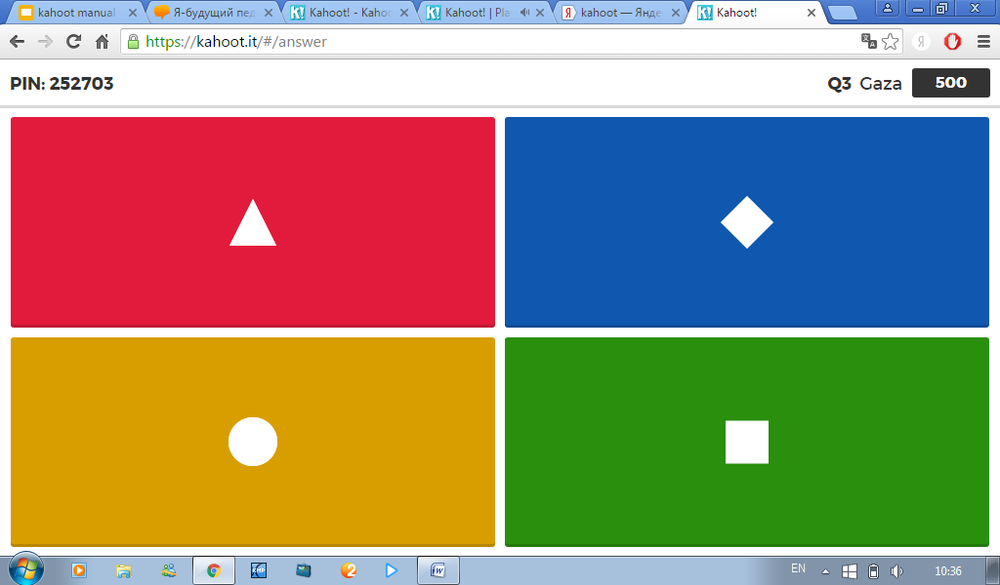 kahoot manual
Я-будущий пед
Kahoot! - Kahoo
Kahoot! | Pla
kahoot — Янде
Kahoot!
https://kahoot.it/#/answer
PIN: 252703
Q3 Gaza 500
EN
10:36